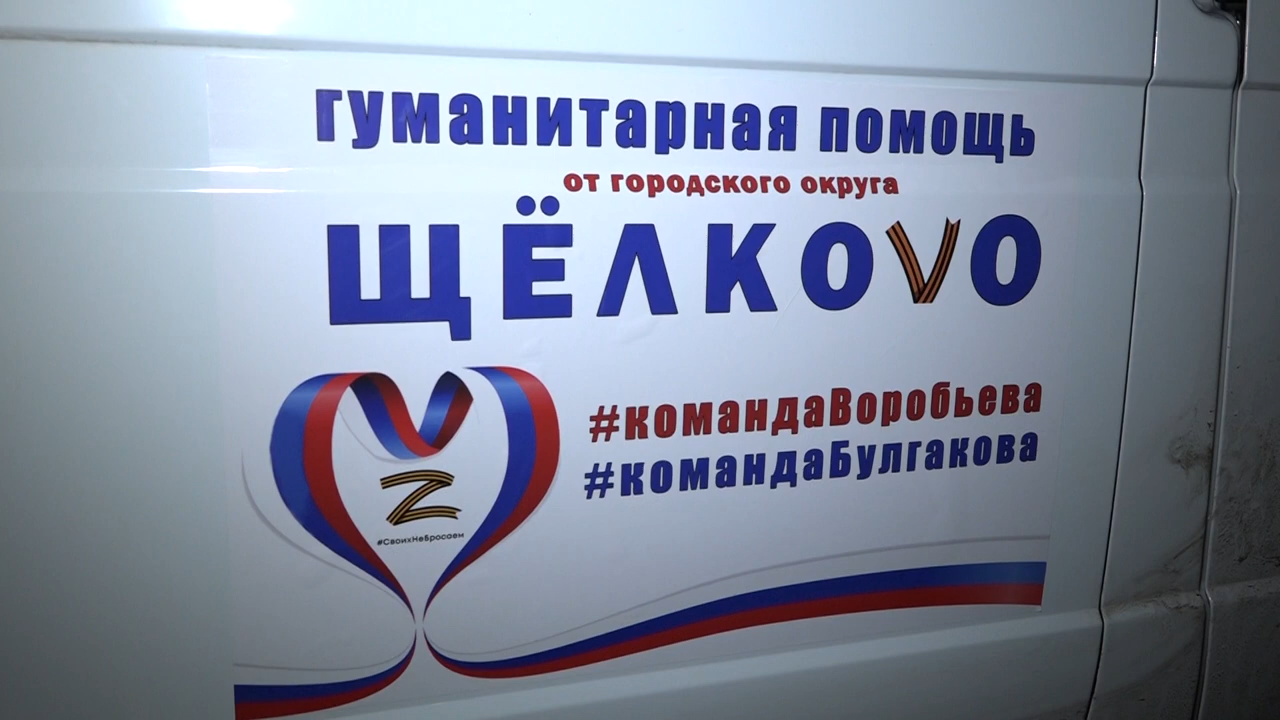 гуманитарная помощь
от городского округа
ЩЁЛКОVО
#командаВоробьева
#командаБулгакова
Z
#СвоихНеБросаем